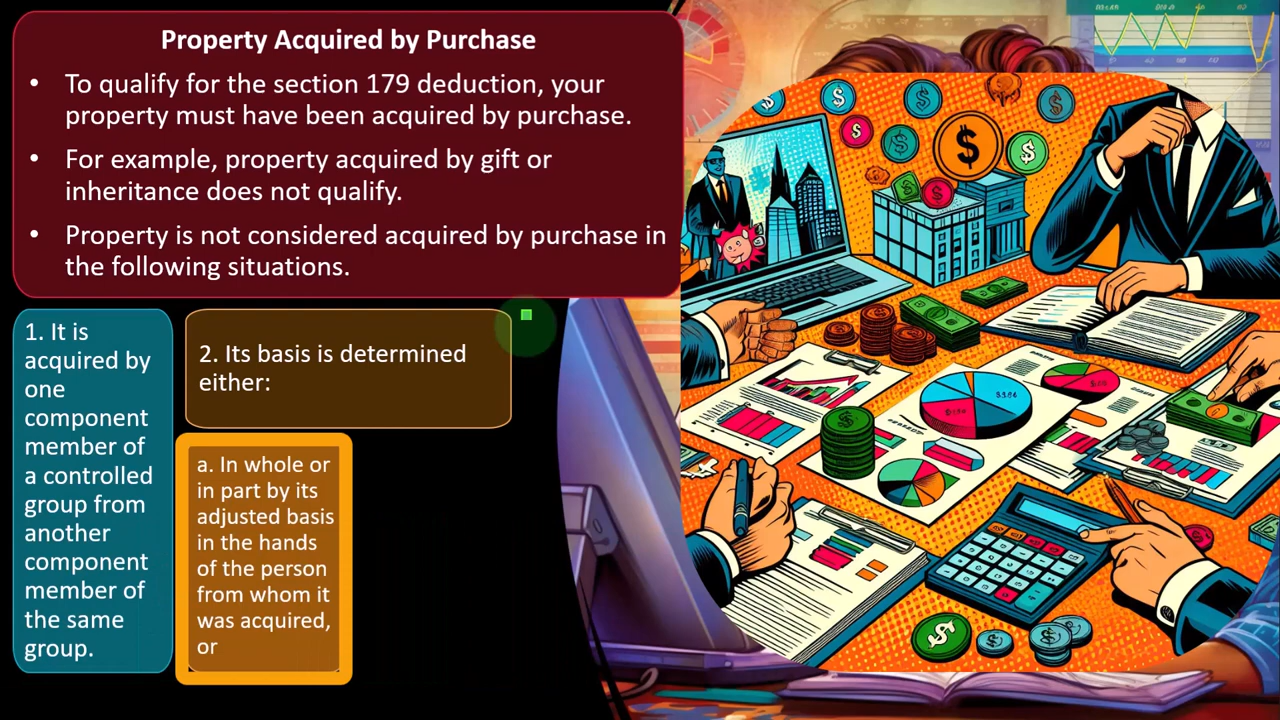 Property Acquired by Purchase
• To qualify for the section 179 deduction, your
property must have been acquired by purchase.
• For example, property acquired by gift or
inheritance does not qualify.
• Property is not considered acquired by purchase in
the following situations.
1. It is
acquired by
one
component
member of
a controlled
group from
another
component
member of
the same
group.
2. Its basis is determined
either:
a. In whole or
in part by its
adjusted basis
in the hands
of the person
from whom it
was acquired,
or